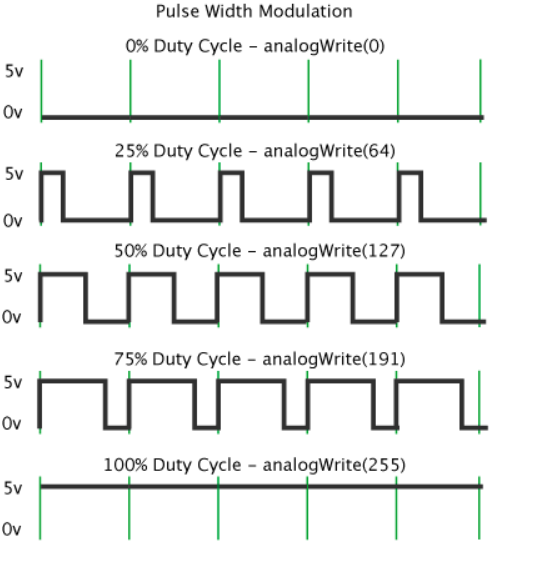 Pulse Width Modulation
0% Duty Cycle – analogWrite(0)
5v
0v
25% Duty Cycle – analogWrite(64)
5v
0v
50% Duty Cycle – analogWrite(127)
5v
0v
75% Duty Cycle – analogWrite(191)
5v
0v
100% Duty Cycle – analogWrite(255)
5v
0v